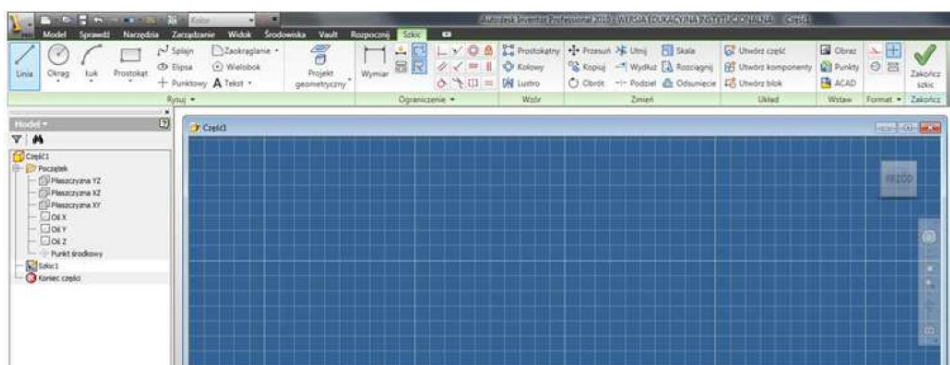 Kolor
Autodesk Inventor Professional 2010 - WERSJA EDUKACYJNA INSTYTUCJONALNA Część1
Model Sprawdź Narzędzia Zarządzanie Widok Środowiska Vault Rozpocznij Szkic
Linia Okrąg Łuk Prostokąt
Splajn Zaokrąglanie
Elipsa Wielobok
Punktowy Tekst
Projekt geometryczny
Wymiar
Prostokątny
Kołowy
Lustro
Przesuń Utnij Skala
Kopiuj Wydłuż Rozciągnij
Obrót Podziel Odsunięcie
Utwórz część
Utwórz komponenty
Utwórz blok
Obraz
Punkty
ACAD
Zakończ szkic
Rysuj Ograniczenie Wzór Zmień Układ Wstaw Format Zakończ
Model
Część1
Początek
Płaszczyzna YZ
Płaszczyzna XZ
Płaszczyzna XY
Oś X
Oś Y
Oś Z
Punkt środkowy
Szkic1
Koniec części
Część1
PRZÓD